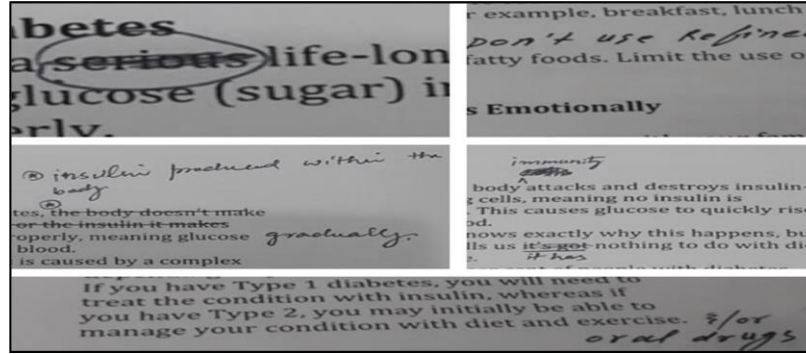 betes
a serious life-lon
glucose (sugar) i
erly.
r example, breakfast, lunch
Don't use Refine
fatty foods. Limit the use o
s Emotionally
⊛ insulin produced within the
body
⊛
tes, the body doesn't make
or the insulin it makes
operly, meaning glucose gradually.
blood.
is caused by a complex
immunity
body attacks and destroys insulin-
g cells, meaning no insulin is
. This causes glucose to quickly rise
od.
nows exactly why this happens, bu
lls us it's got nothing to do with di
it has
If you have Type 1 diabetes, you will need to
treat the condition with insulin, whereas if
you have Type 2, you may initially be able to
manage your condition with diet and exercise. &/or
oral drugs